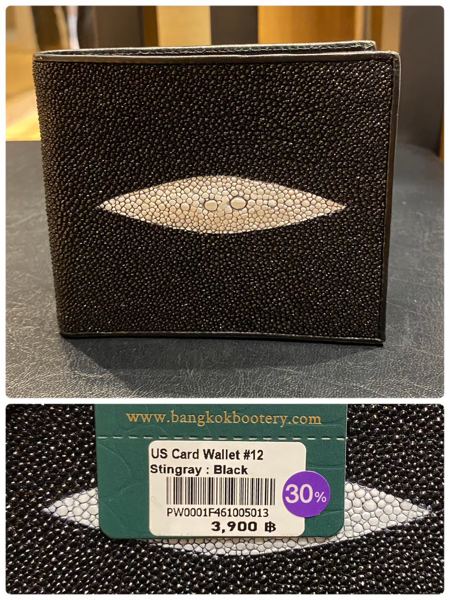 www.bangkokbootery.com
US Card Wallet #12
Stingray : Black
30%
PW0001F461005013
3,900 ฿